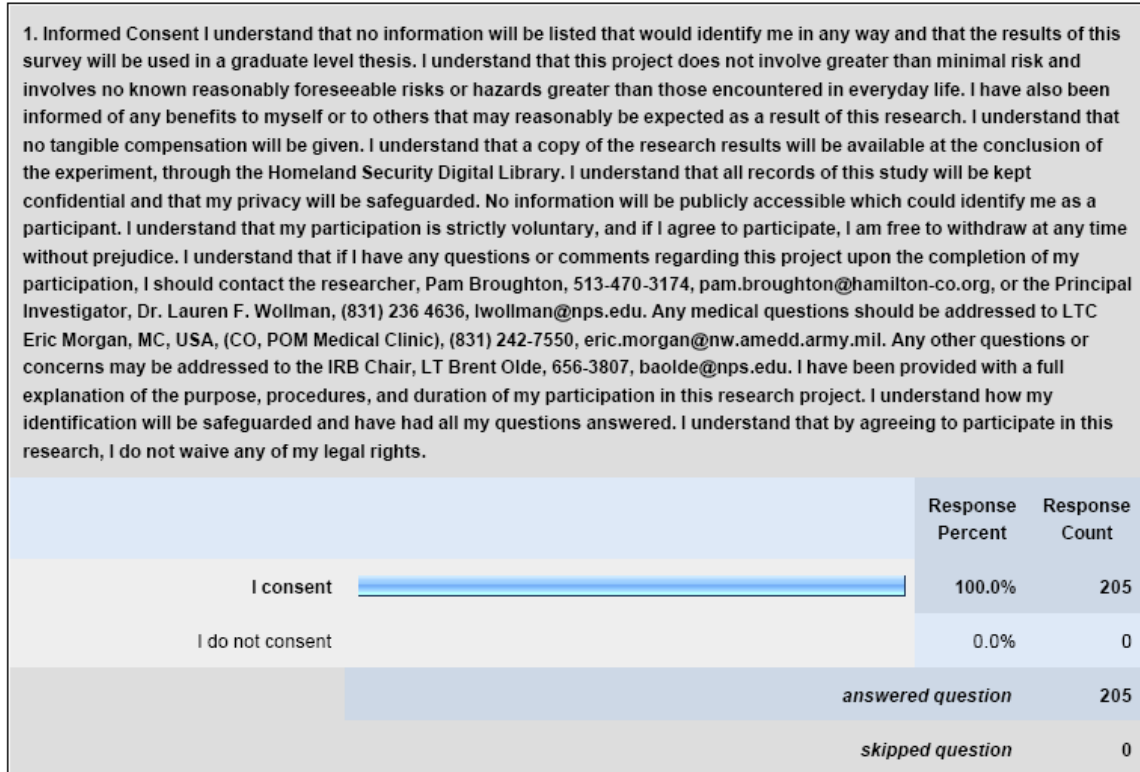 1. Informed Consent I understand that no information will be listed that would identify me in any way and that the results of this
survey will be used in a graduate level thesis. I understand that this project does not involve greater than minimal risk and
involves no known reasonably foreseeable risks or hazards greater than those encountered in everyday life. I have also been
informed of any benefits to myself or to others that may reasonably be expected as a result of this research. I understand that
no tangible compensation will be given. I understand that a copy of the research results will be available at the conclusion of
the experiment, through the Homeland Security Digital Library. I understand that all records of this study will be kept
confidential and that my privacy will be safeguarded. No information will be publicly accessible which could identify me as a
participant. I understand that my participation is strictly voluntary, and if I agree to participate, I am free to withdraw at any time
without prejudice. I understand that if I have any questions or comments regarding this project upon the completion of my
participation, I should contact the researcher, Pam Broughton, 513-470-3174, pam.broughton@hamilton-co.org, or the Principal
Investigator, Dr. Lauren F. Wollman, (831) 236 4636, lwollman@nps.edu. Any medical questions should be addressed to LTC
Eric Morgan, MC, USA, (CO, POM Medical Clinic), (831) 242-7550, eric.morgan@nw.amedd.army.mil. Any other questions or
concerns may be addressed to the IRB Chair, LT Brent Olde, 656-3807, baolde@nps.edu. I have been provided with a full
explanation of the purpose, procedures, and duration of my participation in this research project. I understand how my
identification will be safeguarded and have had all my questions answered. I understand that by agreeing to participate in this
research, I do not waive any of my legal rights.
Response Response
Percent Count
I consent 100.0% 205
I do not consent 0.0% 0
answered question 205
skipped question 0